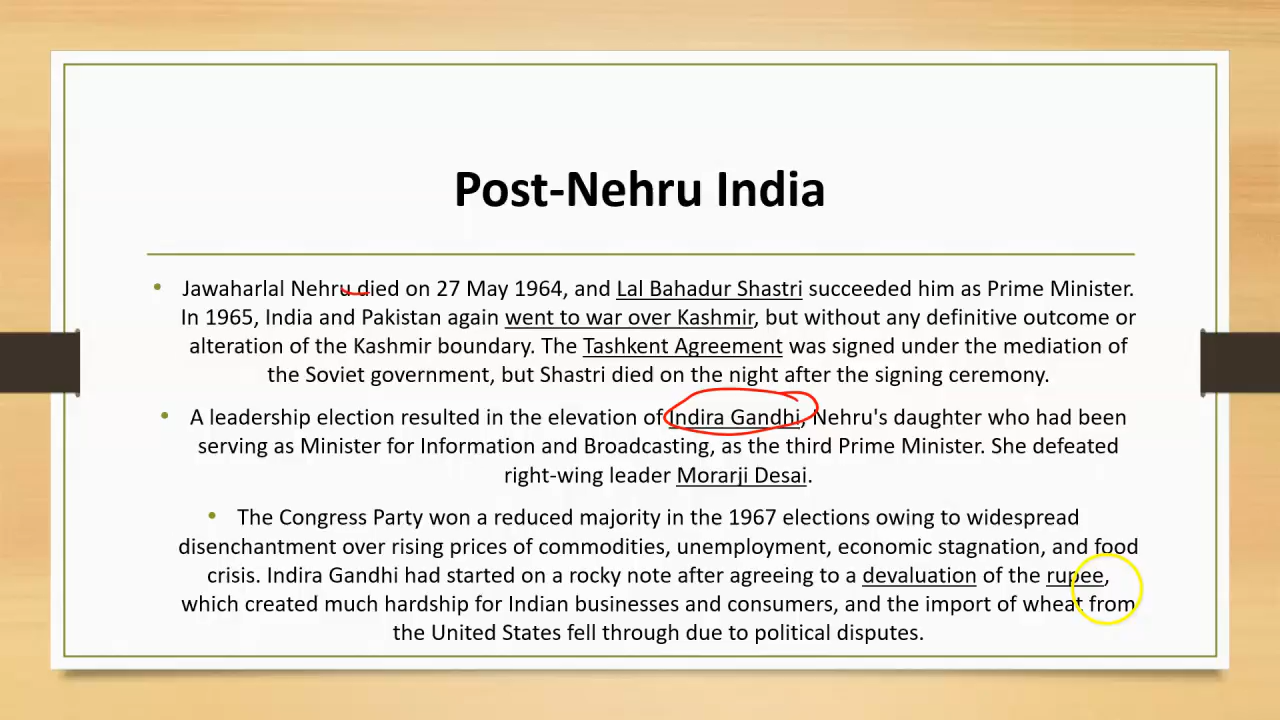 Post-Nehru India
• Jawaharlal Nehru died on 27 May 1964, and Lal Bahadur Shastri succeeded him as Prime Minister.
In 1965, India and Pakistan again went to war over Kashmir, but without any definitive outcome or
alteration of the Kashmir boundary. The Tashkent Agreement was signed under the mediation of
the Soviet government, but Shastri died on the night after the signing ceremony.
• A leadership election resulted in the elevation of Indira Gandhi, Nehru's daughter who had been
serving as Minister for Information and Broadcasting, as the third Prime Minister. She defeated
right-wing leader Morarji Desai.
• The Congress Party won a reduced majority in the 1967 elections owing to widespread
disenchantment over rising prices of commodities, unemployment, economic stagnation, and food
crisis. Indira Gandhi had started on a rocky note after agreeing to a devaluation of the rupee,
which created much hardship for Indian businesses and consumers, and the import of wheat from
the United States fell through due to political disputes.